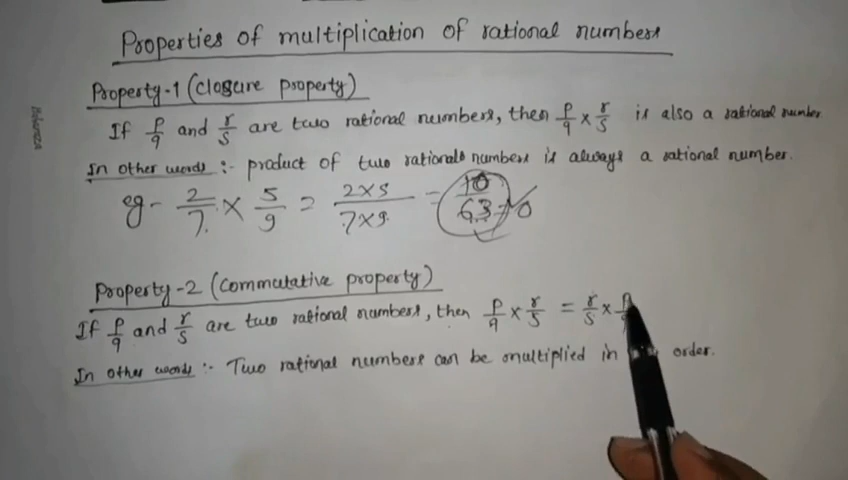 Properties of multiplication of rational numbers
Property-1 (closure property)
If p/q and r/s are two rational numbers, then p/q × r/s is also a rational number.
In other words :- product of two rationals numbers is always a rational number.
eg - 2/7 × 5/9 = 2×5/7×9 = 10/63 ≠ 0
Property-2 (Commutative property)
If p/q and r/s are two rational numbers, then p/q × r/s = r/s × p/q
In other words :- Two rational numbers can be multiplied in order.